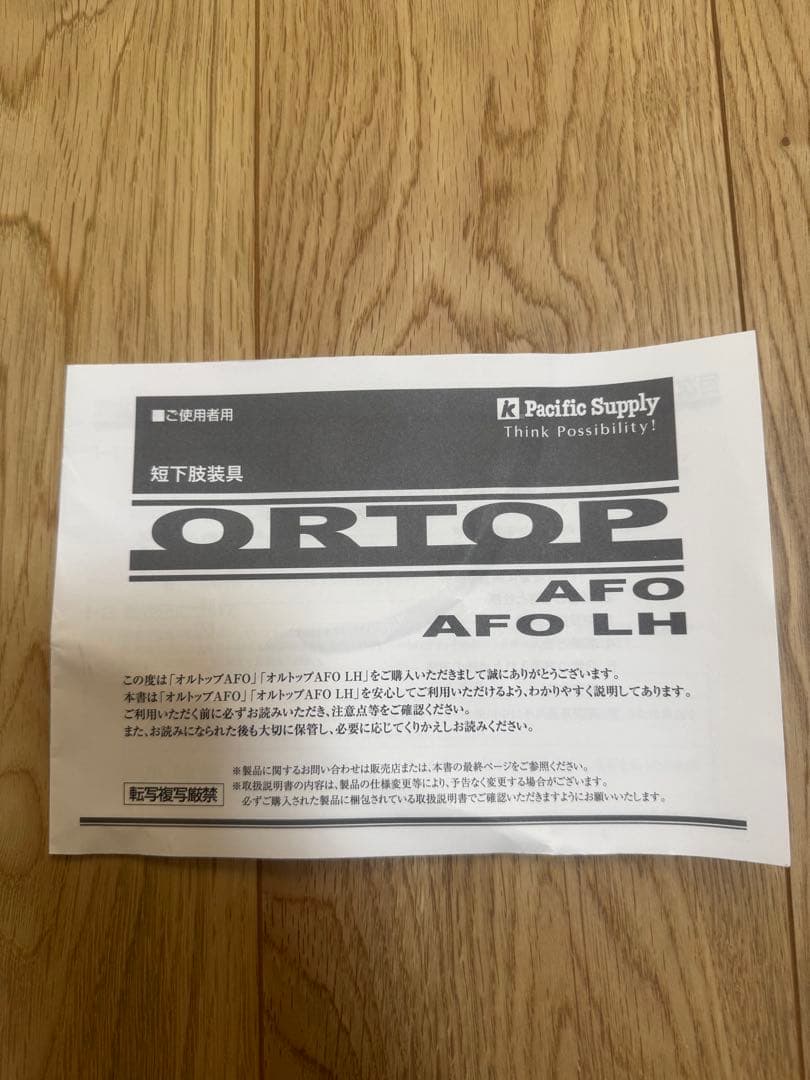 ■ご使用者用
k Pacific Supply
Think Possibility!
短下肢装具
ORTOP
AFO
AFO LH
この度は「オルトップAFO」「オルトップAFO LH」をご購入いただきまして誠にありがとうございます。
本書は「オルトップAFO」「オルトップAFO LH」を安心してご利用いただけるよう、わかりやすく説明してあります。
ご利用いただく前に必ずお読みいただき、注意点等をご確認ください。
また、お読みになられた後も大切に保管し、必要に応じてくりかえしお読みください。
※製品に関するお問い合わせは販売店または、本書の最終ページをご参照ください。
※取扱説明書の内容は、製品の仕様変更等により、予告なく変更する場合がございます。
必ずご購入された製品に梱包されている取扱説明書でご確認いただきますようにお願いいたします。
転写複写厳禁